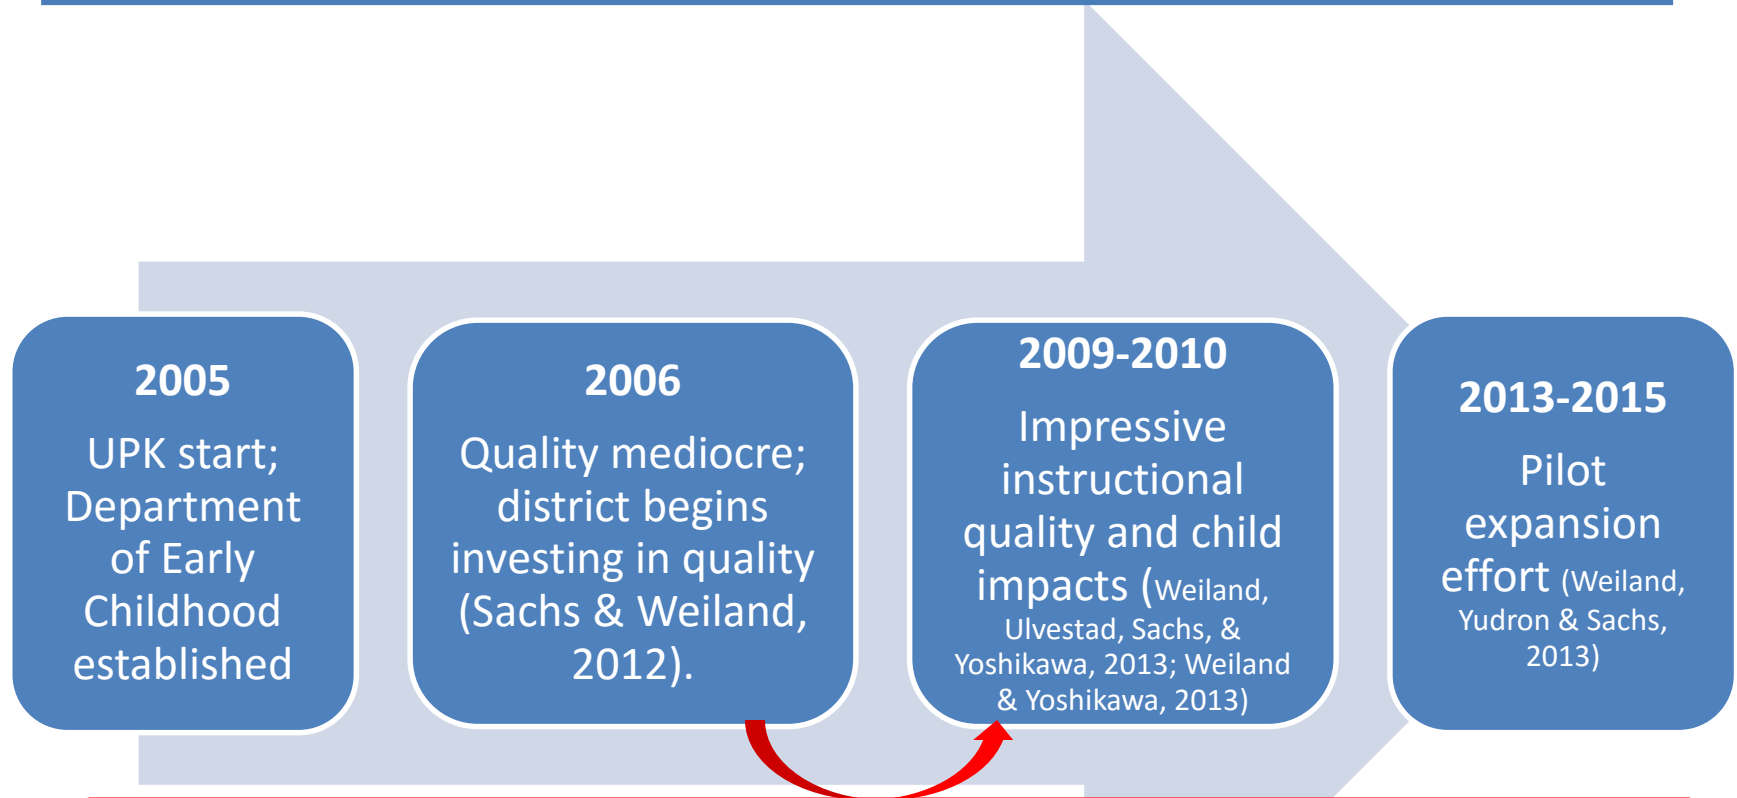 2005
UPK start;
Department
of Early
Childhood
established
2006
Quality mediocre;
district begins
investing in quality
(Sachs & Weiland,
2012).
2009-2010
Impressive
instructional
quality and child
impacts (Weiland,
Ulvestad, Sachs, &
Yoshikawa, 2013; Weiland
& Yoshikawa, 2013)
2013-2015
Pilot
expansion
effort (Weiland,
Yudron & Sachs,
2013)